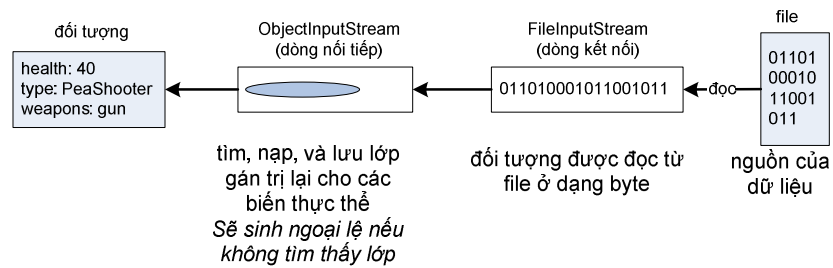 đối tượng
health: 40
type: PeaShooter
weapons: gun
ObjectInputStream
(dòng nối tiếp)
tìm, nạp, và lưu lớp
gán trị lại cho các
biến thực thể
Sẽ sinh ngoại lệ nếu
không tìm thấy lớp
FileInputStream
(dòng kết nối)
011010001011001011
đối tượng được đọc từ
file ở dạng byte
đọc
file
01101
00010
11001
011
nguồn của
dữ liệu